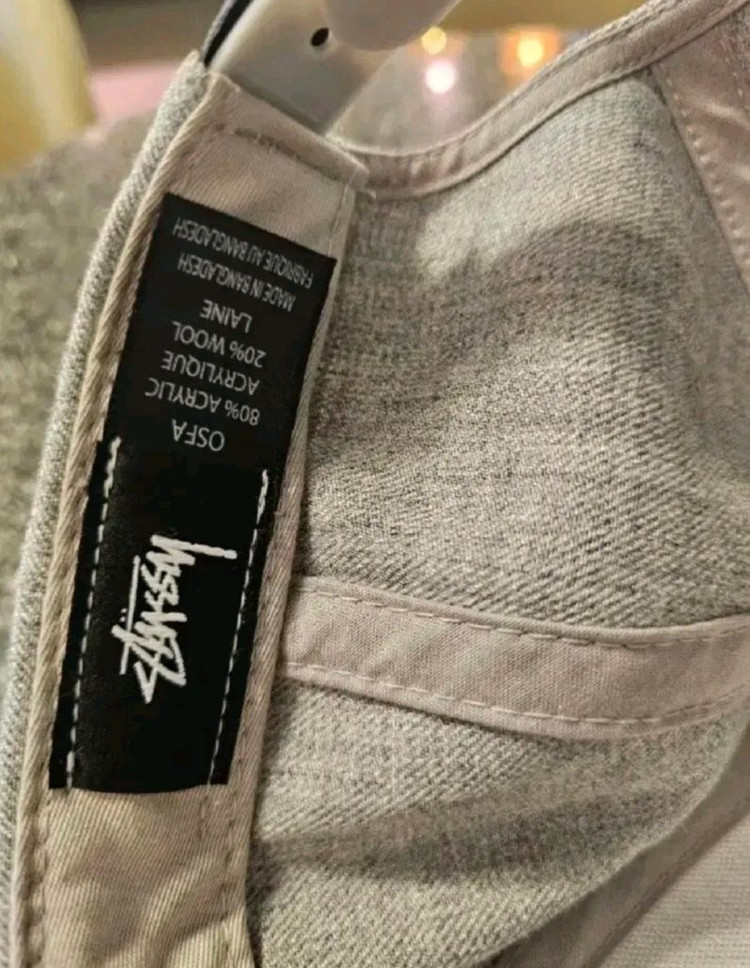 STÜSSY
OSFA
80% ACRYLIC
ACRYLIQUE
20% WOOL
LAINE
MADE IN BANGLADESH
FABRIQUE AU BANGLADESH